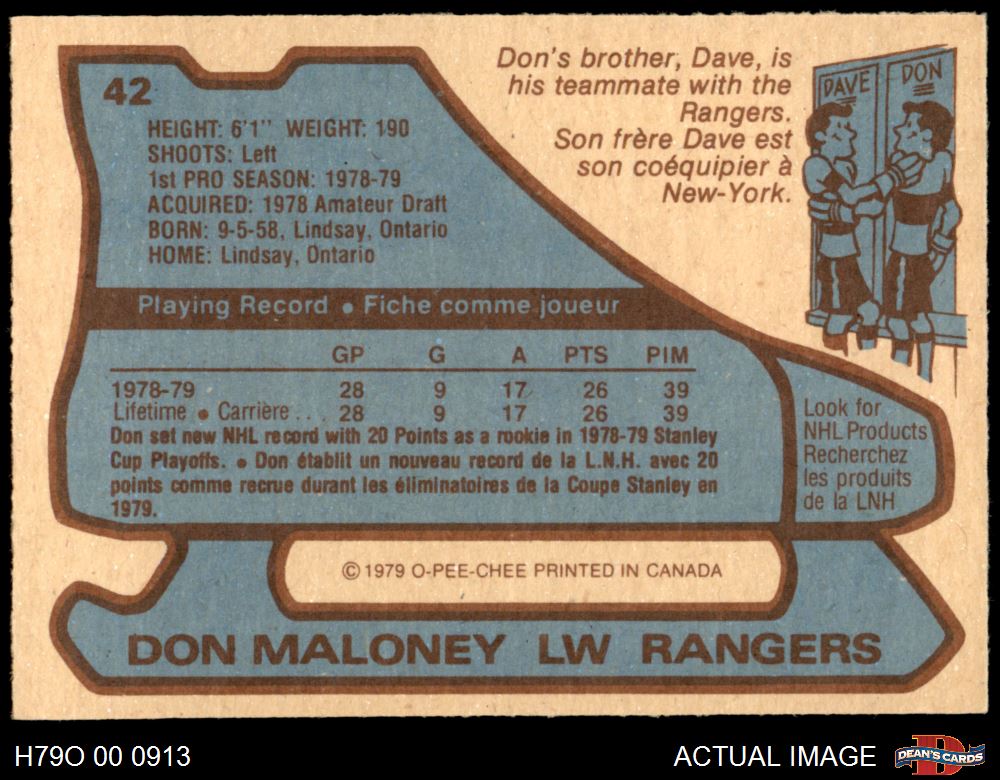 42
HEIGHT: 6'1" WEIGHT: 190
SHOOTS: Left
1st PRO SEASON: 1978-79
ACQUIRED: 1978 Amateur Draft
BORN: 9-5-58, Lindsay, Ontario
HOME: Lindsay, Ontario
Don's brother, Dave, is
his teammate with the
Rangers.
Son frère Dave est
son coéquipier à
New-York.
DAVE DON
Playing Record • Fiche comme joueur
GP G A PTS PIM
1978-79 28 9 17 26 39
Lifetime • Carrière... 28 9 17 26 39
Don set new NHL record with 20 Points as a rookie in 1978-79 Stanley
Cup Playoffs. • Don établit un nouveau record de la L.N.H. avec 20
points comme recrue durant les éliminatoires de la Coupe Stanley en
1979.
Look for
NHL Products
Recherchez
les produits
de la LNH
© 1979 O-PEE-CHEE PRINTED IN CANADA
DON MALONEY LW RANGERS
H79O 00 0913
ACTUAL IMAGE
D
DEAN'S CARDS